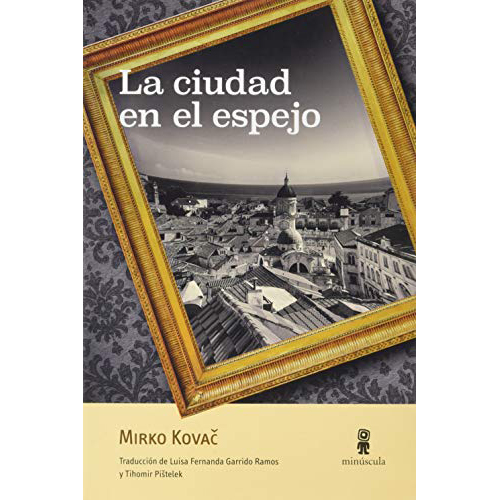 La ciudad
en el espejo
MIRKO KOVAČ
Traducción de Luisa Fernanda Garrido Ramos
y Tihomir Pištelek
minúscula